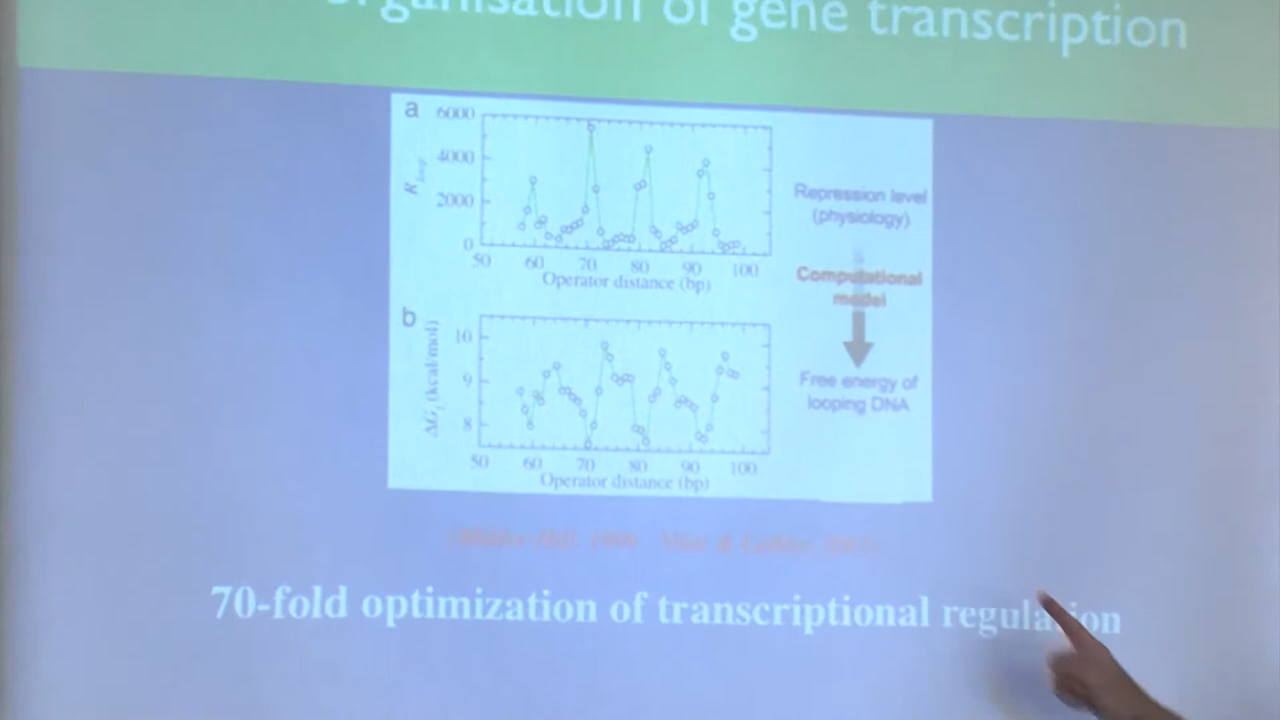 organisation of gene transcription
a
6000
4000
2000
0
R loop
50 60 70 80 90 100
Operator distance (bp)
Repression level
(physiology)
Computational
model
Free energy of
looping DNA
b
10
9
8
ΔG l (kcal/mol)
50 60 70 80 90 100
Operator distance (bp)
70-fold optimization of transcriptional regulation